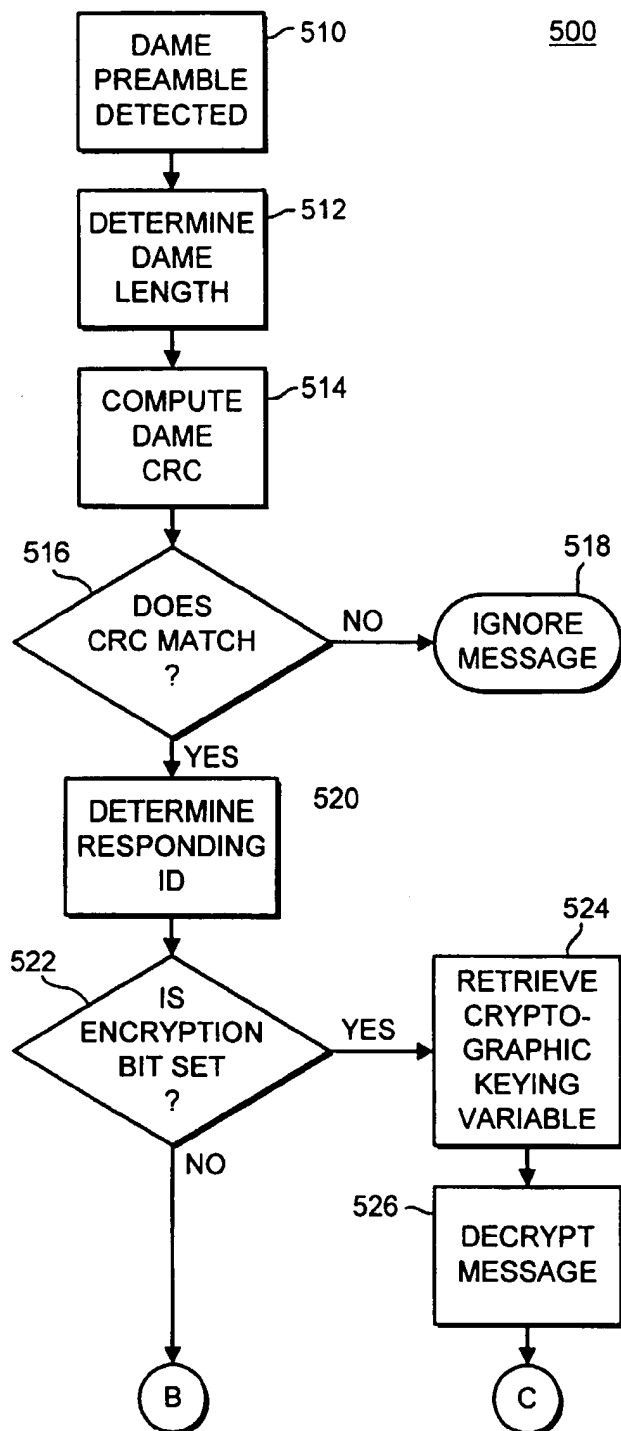 500
DAME
PREAMBLE
DETECTED
510
DETERMINE
DAME
LENGTH
512
COMPUTE
DAME
CRC
514
516
DOES
CRC MATCH
?
NO
518
IGNORE
MESSAGE
YES
DETERMINE
RESPONDING
ID
520
522
IS
ENCRYPTION
BIT SET
?
YES
524
RETRIEVE
CRYPTO-
GRAPHIC
KEYING
VARIABLE
NO
526
DECRYPT
MESSAGE
B
C